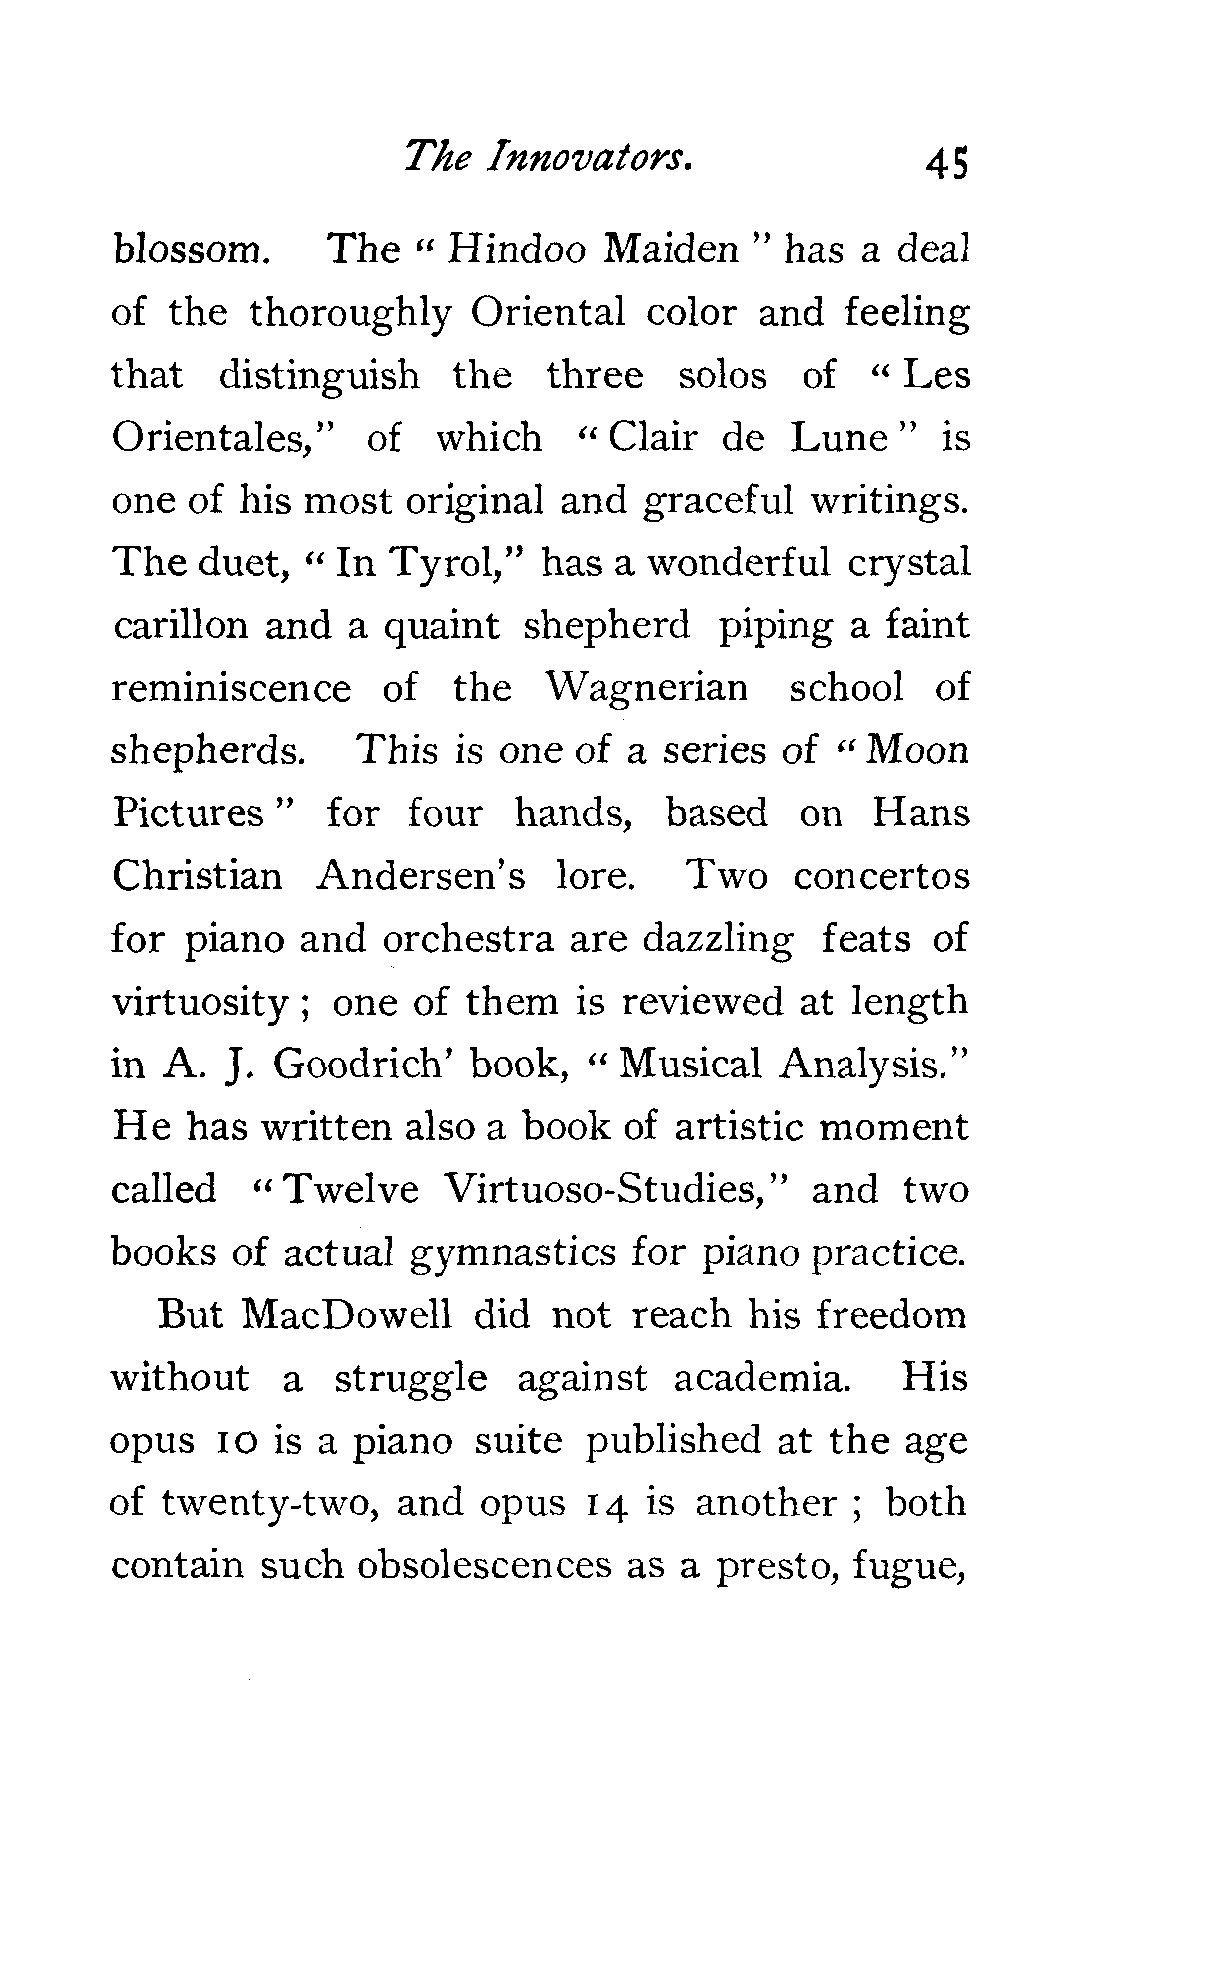 The Innovators. 45
blossom. The " Hindoo Maiden " has a deal
of the thoroughly Oriental color and feeling
that distinguish the three solos of " Les
Orientales," of which " Clair de Lune " is
one of his most original and graceful writings.
The duet, " In Tyrol," has a wonderful crystal
carillon and a quaint shepherd piping a faint
reminiscence of the Wagnerian school of
shepherds. This is one of a series of " Moon
Pictures " for four hands, based on Hans
Christian Andersen's lore. Two concertos
for piano and orchestra are dazzling feats of
virtuosity ; one of them is reviewed at length
in A. J. Goodrich' book, " Musical Analysis."
He has written also a book of artistic moment
called " Twelve Virtuoso-Studies," and two
books of actual gymnastics for piano practice.
But MacDowell did not reach his freedom
without a struggle against academia. His
opus 10 is a piano suite published at the age
of twenty-two, and opus 14 is another ; both
contain such obsolescences as a presto, fugue,